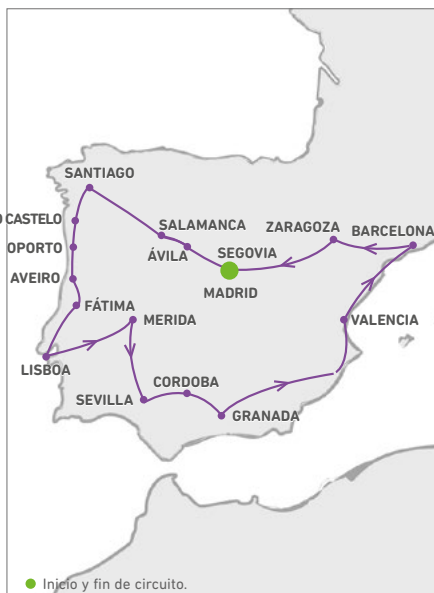 SANTIAGO
O CASTELO
SALAMANCA
ZARAGOZA
BARCELONA
OPORTO
ÁVILA
SEGOVIA
AVEIRO
MADRID
FÁTIMA
MERIDA
VALENCIA
LISBOA
CORDOBA
SEVILLA
GRANADA
Inicio y fin de circuito.